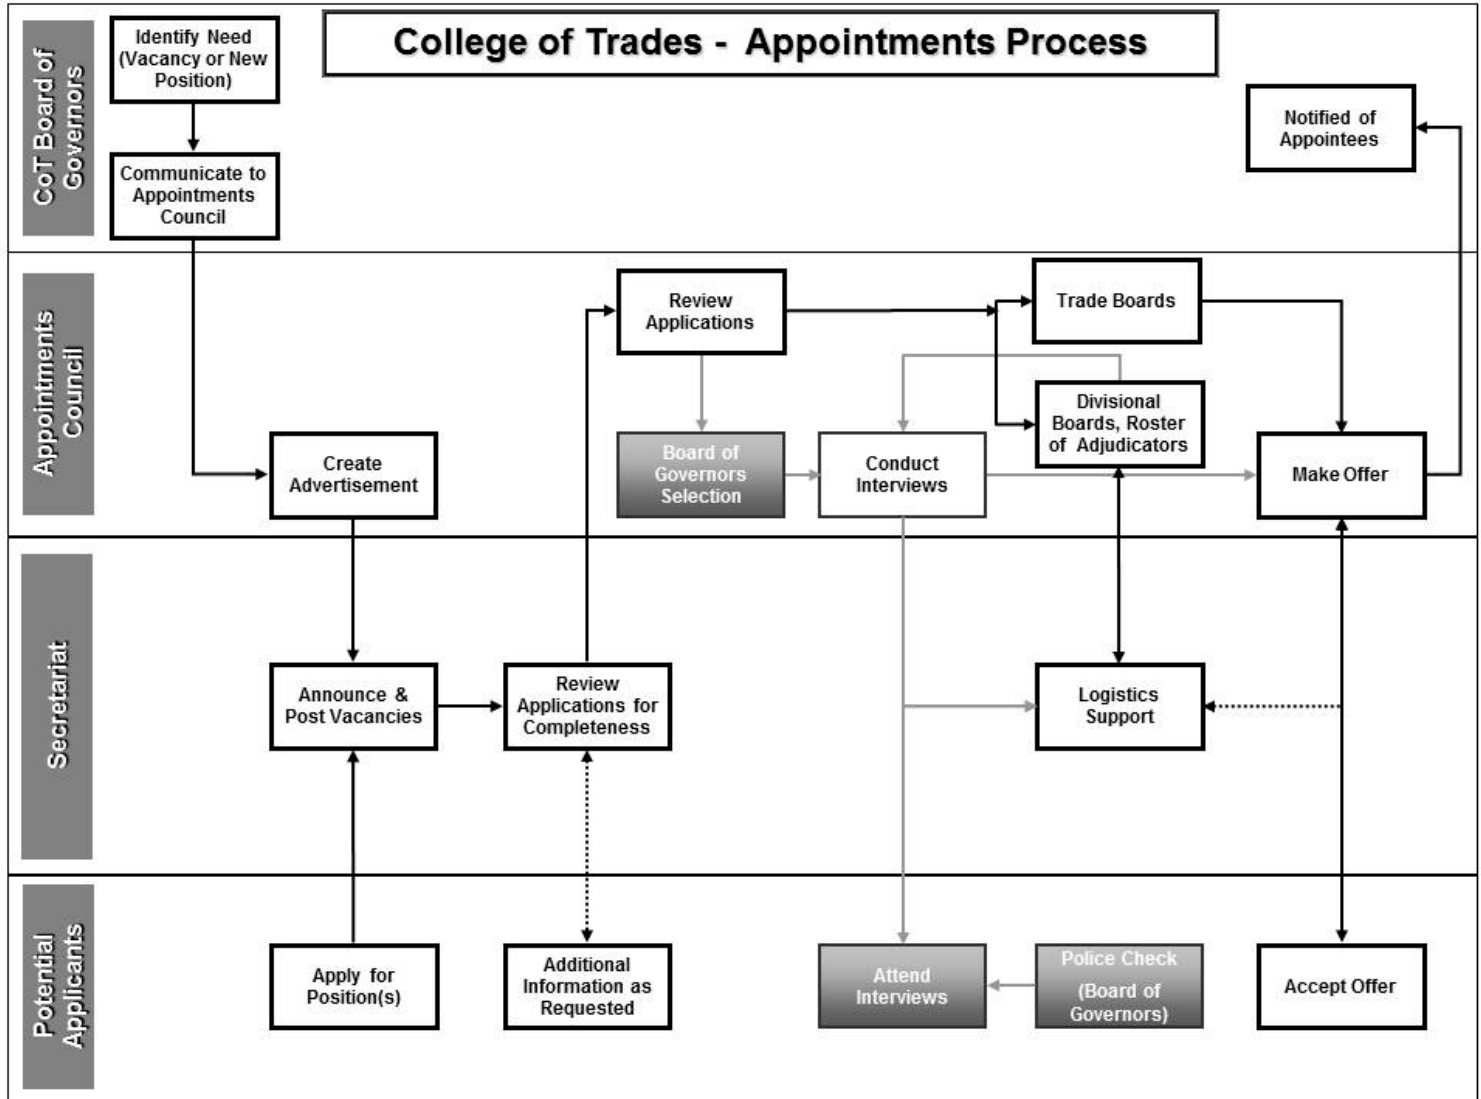 College of Trades - Appointments Process
CoT Board of
Governors
Identify Need
(Vacancy or New
Position)
Communicate to
Appointments
Council
Notified of
Appointees
Appointments
Council
Review
Applications
Trade Boards
Divisional
Boards, Roster
of Adjudicators
Create
Advertisement
Board of
Governors
Selection
Conduct
Interviews
Make Offer
Secretariat
Announce &
Post Vacancies
Review
Applications for
Completeness
Logistics
Support
Potential
Applicants
Apply for
Position(s)
Additional
Information as
Requested
Attend
Interviews
Police Check
(Board of
Governors)
Accept Offer